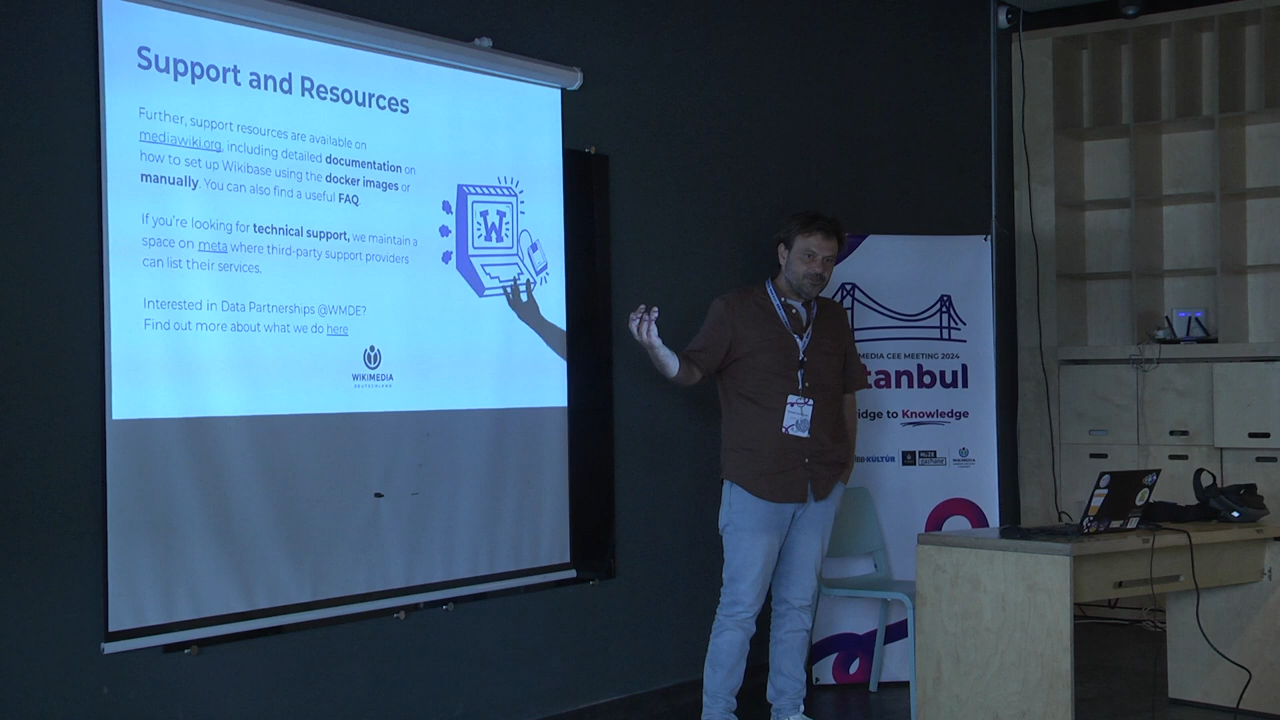 Support and Resources
Further, support resources are available on
mediawiki.org, including detailed documentation on
how to set up Wikibase using the docker images or
manually. You can also find a useful FAQ.
If you're looking for technical support, we maintain a
space on meta where third-party support providers
can list their services.
Interested in Data Partnerships @WMDE?
Find out more about what we do here
W
WIKIMEDIA
DEUTSCHLAND
MEDIA CEE MEETING 2024
tanbul
idge to Knowledge
KÜLTÜR
WIKIMEDIA